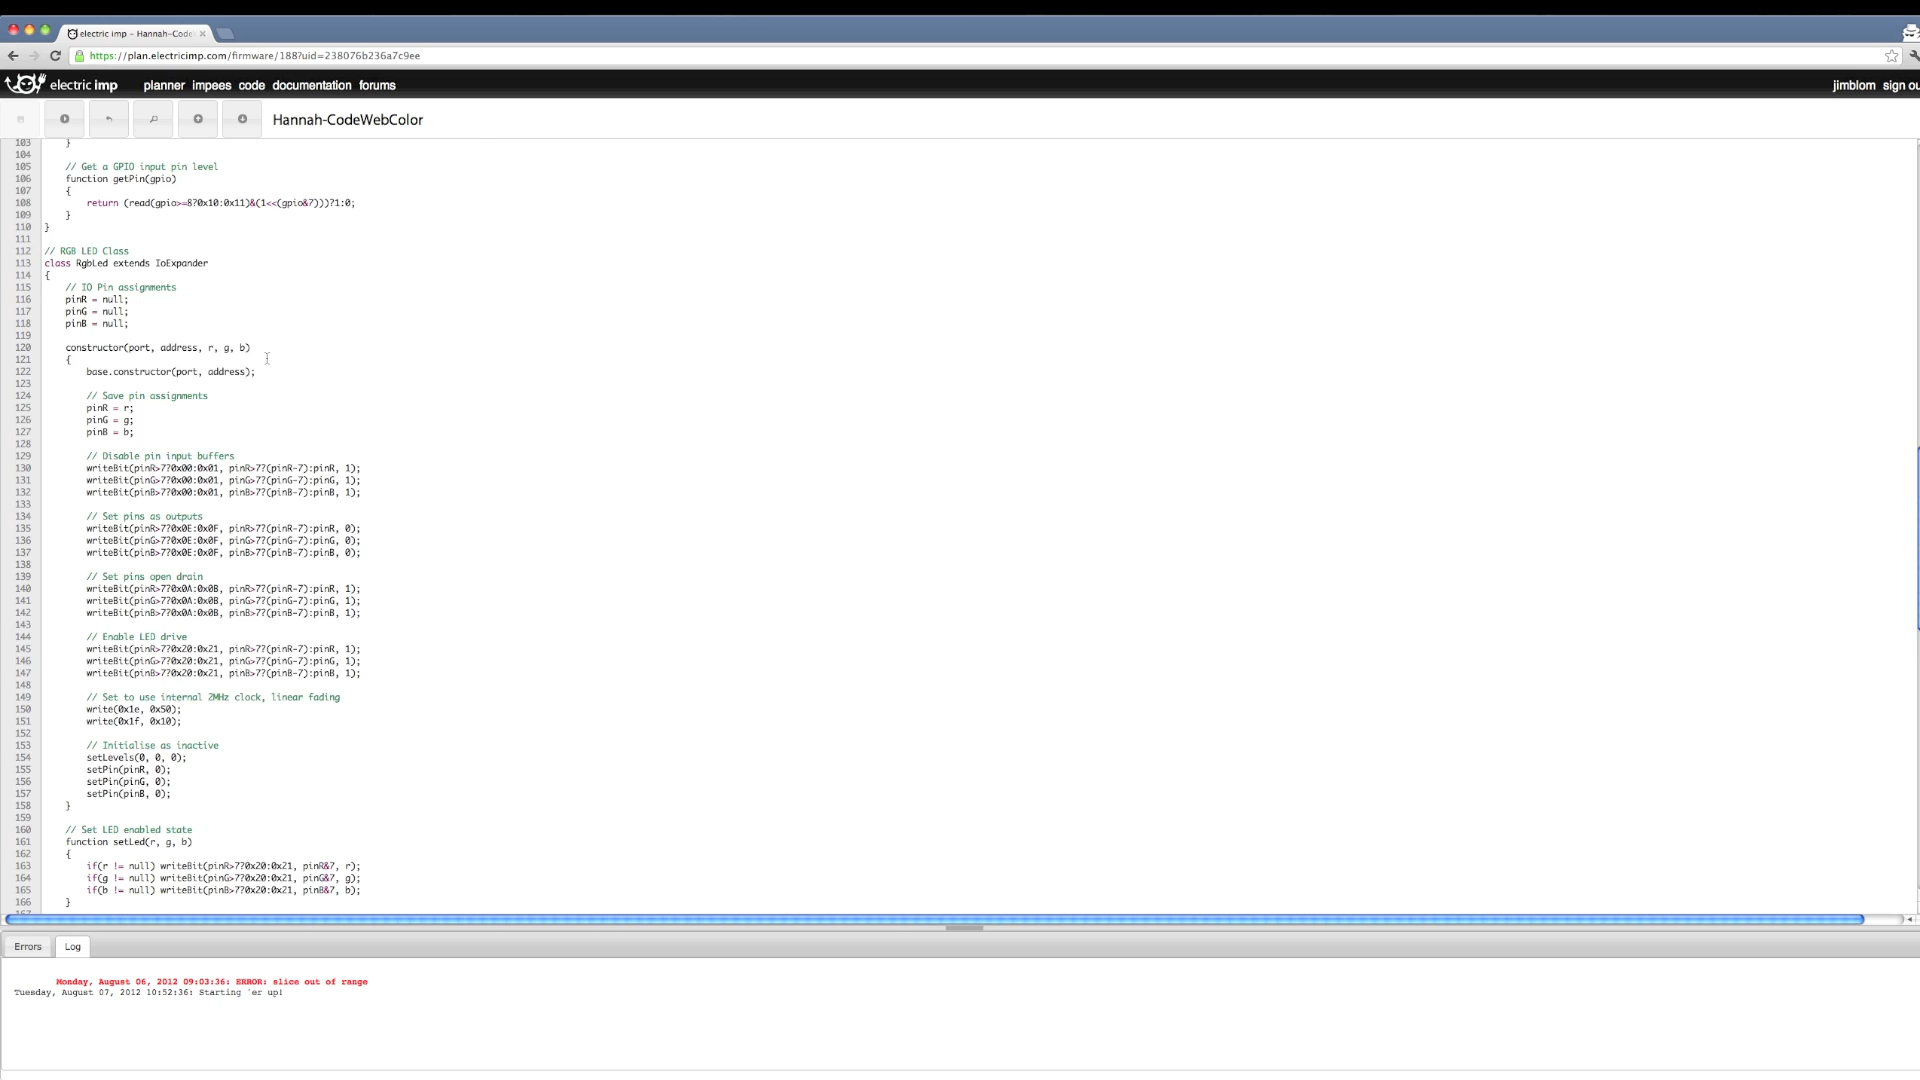 electric imp - Hannah-Code
https://plan.electricimp.com/firmware/188?uid=238076b236a7c9ee
electric imp planner impees code documentation forums jimblom sign ou
Hannah-CodeWebColor
103 }
104
105 // Get a GPIO input pin level
106 function getPin(gpio)
107 {
108 return (read(gpio>=8?0x10:0x11)&(1<<(gpio&7)))?1:0;
109 }
110 }
111
112 // RGB LED Class
113 class RgbLed extends IoExpander
114 {
115 // IO Pin assignments
116 pinR = null;
117 pinG = null;
118 pinB = null;
119
120 constructor(port, address, r, g, b)
121 {
122 base.constructor(port, address);
123
124 // Save pin assignments
125 pinR = r;
126 pinG = g;
127 pinB = b;
128
129 // Disable pin input buffers
130 writeBit(pinR>7?0x00:0x01, pinR>7?(pinR-7):pinR, 1);
131 writeBit(pinG>7?0x00:0x01, pinG>7?(pinG-7):pinG, 1);
132 writeBit(pinB>7?0x00:0x01, pinB>7?(pinB-7):pinB, 1);
133
134 // Set pins as outputs
135 writeBit(pinR>7?0x0E:0x0F, pinR>7?(pinR-7):pinR, 0);
136 writeBit(pinG>7?0x0E:0x0F, pinG>7?(pinG-7):pinG, 0);
137 writeBit(pinB>7?0x0E:0x0F, pinB>7?(pinB-7):pinB, 0);
138
139 // Set pins open drain
140 writeBit(pinR>7?0x0A:0x0B, pinR>7?(pinR-7):pinR, 1);
141 writeBit(pinG>7?0x0A:0x0B, pinG>7?(pinG-7):pinG, 1);
142 writeBit(pinB>7?0x0A:0x0B, pinB>7?(pinB-7):pinB, 1);
143
144 // Enable LED drive
145 writeBit(pinR>7?0x20:0x21, pinR>7?(pinR-7):pinR, 1);
146 writeBit(pinG>7?0x20:0x21, pinG>7?(pinG-7):pinG, 1);
147 writeBit(pinB>7?0x20:0x21, pinB>7?(pinB-7):pinB, 1);
148
149 // Set to use internal 2MHz clock, linear fading
150 write(0x1e, 0x50);
151 write(0x1f, 0x10);
152
153 // Initialise as inactive
154 setLevels(0, 0, 0);
155 setPin(pinR, 0);
156 setPin(pinG, 0);
157 setPin(pinB, 0);
158 }
159
160 // Set LED enabled state
161 function setLed(r, g, b)
162 {
163 if(r != null) writeBit(pinR>7?0x20:0x21, pinR&7, r);
164 if(g != null) writeBit(pinG>7?0x20:0x21, pinG&7, g);
165 if(b != null) writeBit(pinB>7?0x20:0x21, pinB&7, b);
166 }
167
Errors Log
Monday, August 06, 2012 09:03:36: ERROR: slice out of range
Tuesday, August 07, 2012 10:52:36: Starting 'er up!